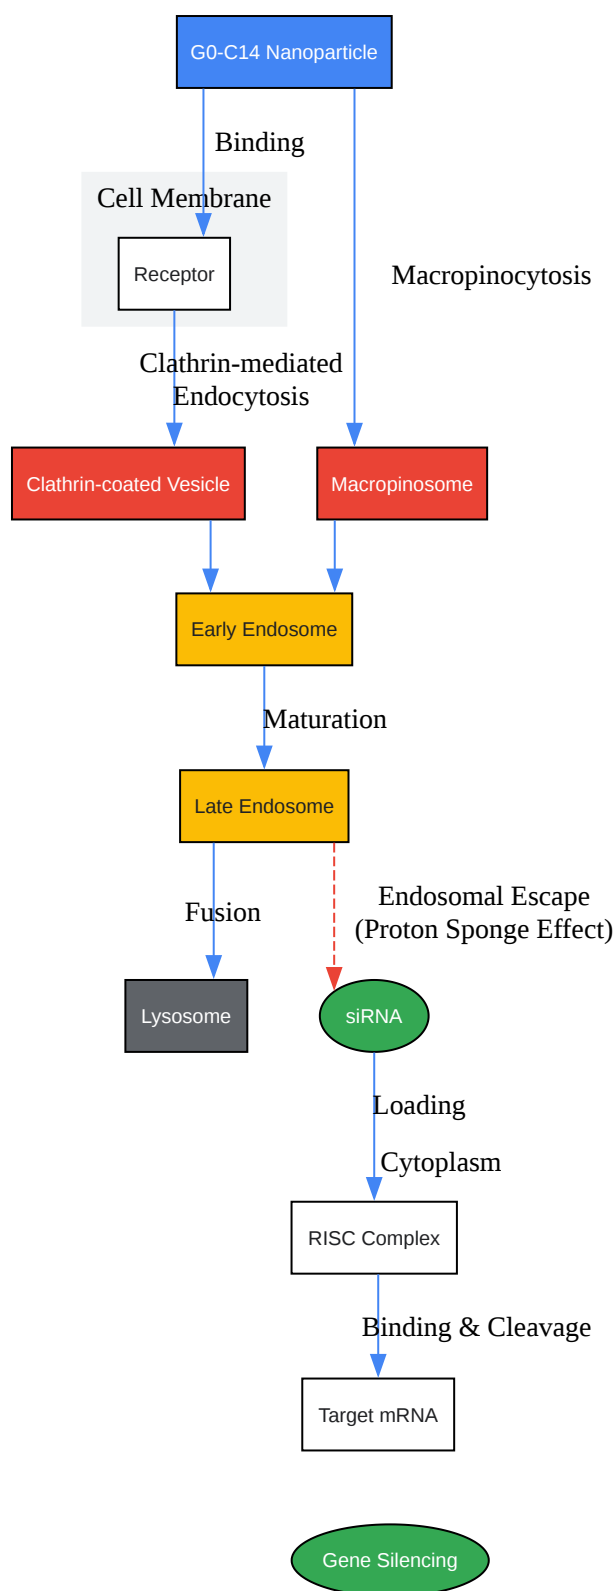 G0-C14 Nanoparticle
Binding
Cell Membrane
Receptor
Macropinocytosis
Clathrin-mediated
Endocytosis
Clathrin-coated Vesicle
Macropinosome
Early Endosome
Maturation
Late Endosome
Fusion
Endosomal Escape
(Proton Sponge Effect)
Lysosome
siRNA
Loading
Cytoplasm
RISC Complex
Binding & Cleavage
Target mRNA
Gene Silencing